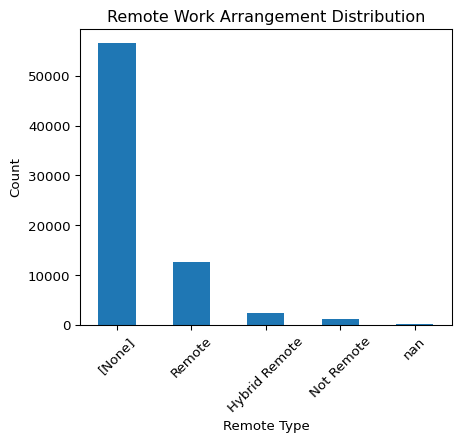 Remote Work Arrangement Distribution
50000
40000
30000
20000
10000
0
Count
[None]
Remote
Hybrid Remote
Not Remote
nan
Remote Type